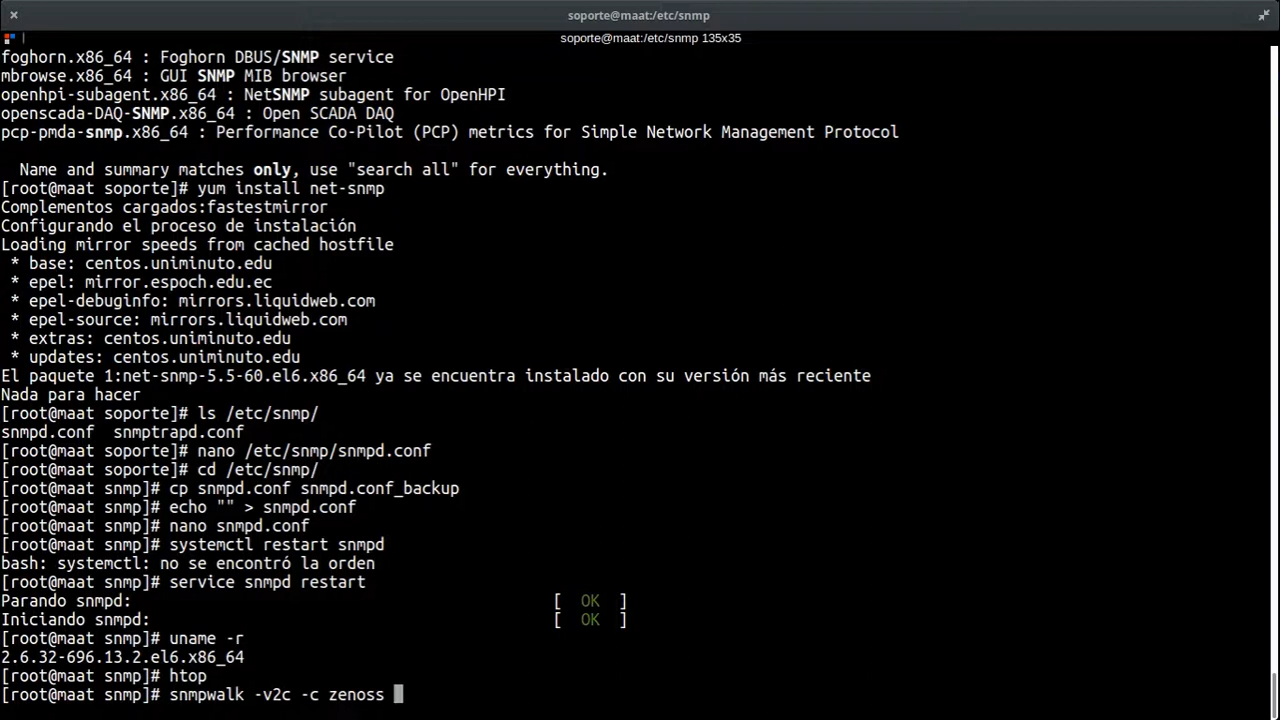 soporte@maat:/etc/snmp
soporte@maat:/etc/snmp 135x35
foghorn.x86_64 : Foghorn DBUS/SNMP service
mbrowse.x86_64 : GUI SNMP MIB browser
openhpi-subagent.x86_64 : NetSNMP subagent for OpenHPI
openscada-DAQ-SNMP.x86_64 : Open SCADA DAQ
pcp-pmda-snmp.x86_64 : Performance Co-Pilot (PCP) metrics for Simple Network Management Protocol
Name and summary matches only, use "search all" for everything.
[root@maat soporte]# yum install net-snmp
Complementos cargados:fastestmirror
Configurando el proceso de instalación
Loading mirror speeds from cached hostfile
* base: centos.uniminuto.edu
* epel: mirror.espoch.edu.ec
* epel-debuginfo: mirrors.liquidweb.com
* epel-source: mirrors.liquidweb.com
* extras: centos.uniminuto.edu
* updates: centos.uniminuto.edu
El paquete 1:net-snmp-5.5-60.el6.x86_64 ya se encuentra instalado con su versión más reciente
Nada para hacer
[root@maat soporte]# ls /etc/snmp/
snmpd.conf  snmptrapd.conf
[root@maat soporte]# nano /etc/snmp/snmpd.conf
[root@maat soporte]# cd /etc/snmp/
[root@maat snmp]# cp snmpd.conf snmpd.conf_backup
[root@maat snmp]# echo "" > snmpd.conf
[root@maat snmp]# nano snmpd.conf
[root@maat snmp]# systemctl restart snmpd
bash: systemctl: no se encontró la orden
[root@maat snmp]# service snmpd restart
Parando snmpd: [  OK  ]
Iniciando snmpd: [  OK  ]
[root@maat snmp]# uname -r
2.6.32-696.13.2.el6.x86_64
[root@maat snmp]# htop
[root@maat snmp]# snmpwalk -v2c -c zenoss